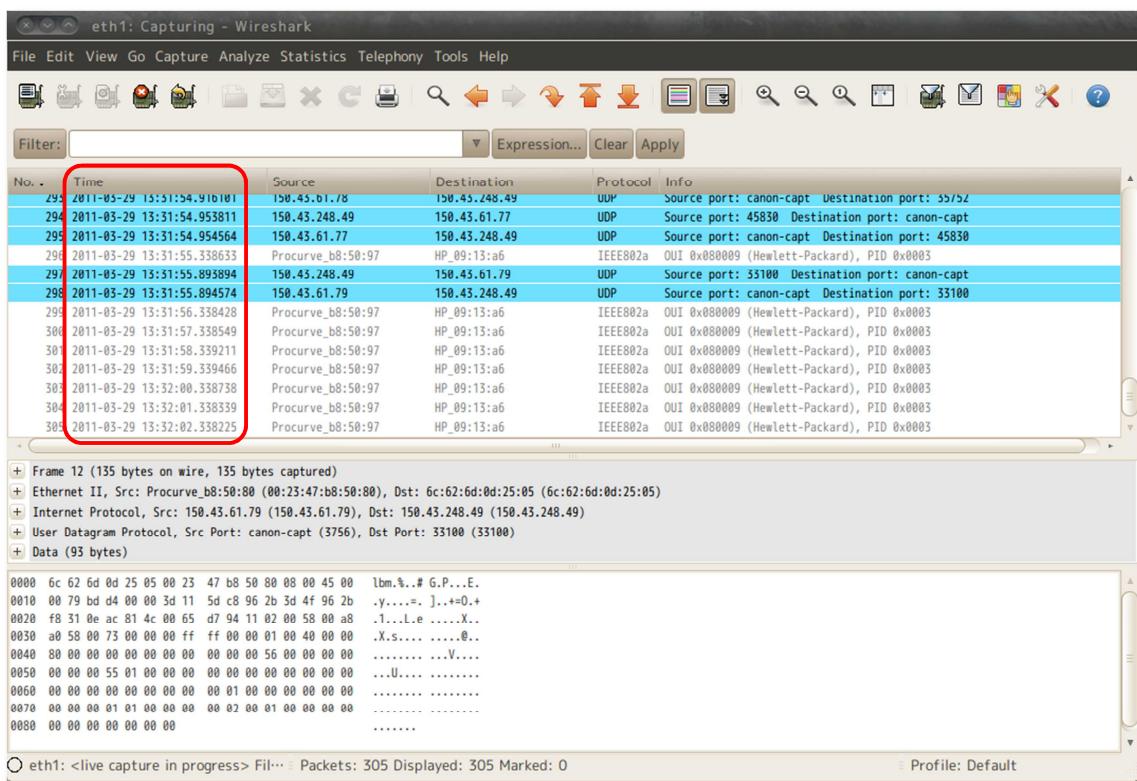 eth1: Capturing - Wireshark
File Edit View Go Capture Analyze Statistics Telephony Tools Help
Filter: Expression... Clear Apply
No. . Time Source Destination Protocol Info
293 2011-03-29 13:31:54.916101 150.43.61.78 150.43.248.49 UDP Source port: canon-capt Destination port: 35752
294 2011-03-29 13:31:54.953811 150.43.248.49 150.43.61.77 UDP Source port: 45830 Destination port: canon-capt
295 2011-03-29 13:31:54.954564 150.43.61.77 150.43.248.49 UDP Source port: canon-capt Destination port: 45830
296 2011-03-29 13:31:55.338633 Procurve_b8:50:97 HP_09:13:a6 IEEE802a OUI 0x080009 (Hewlett-Packard), PID 0x0003
297 2011-03-29 13:31:55.893894 150.43.248.49 150.43.61.79 UDP Source port: 33100 Destination port: canon-capt
298 2011-03-29 13:31:55.894574 150.43.61.79 150.43.248.49 UDP Source port: canon-capt Destination port: 33100
299 2011-03-29 13:31:56.338428 Procurve_b8:50:97 HP_09:13:a6 IEEE802a OUI 0x080009 (Hewlett-Packard), PID 0x0003
300 2011-03-29 13:31:57.338549 Procurve_b8:50:97 HP_09:13:a6 IEEE802a OUI 0x080009 (Hewlett-Packard), PID 0x0003
301 2011-03-29 13:31:58.339211 Procurve_b8:50:97 HP_09:13:a6 IEEE802a OUI 0x080009 (Hewlett-Packard), PID 0x0003
302 2011-03-29 13:31:59.339466 Procurve_b8:50:97 HP_09:13:a6 IEEE802a OUI 0x080009 (Hewlett-Packard), PID 0x0003
303 2011-03-29 13:32:00.338738 Procurve_b8:50:97 HP_09:13:a6 IEEE802a OUI 0x080009 (Hewlett-Packard), PID 0x0003
304 2011-03-29 13:32:01.338339 Procurve_b8:50:97 HP_09:13:a6 IEEE802a OUI 0x080009 (Hewlett-Packard), PID 0x0003
305 2011-03-29 13:32:02.338225 Procurve_b8:50:97 HP_09:13:a6 IEEE802a OUI 0x080009 (Hewlett-Packard), PID 0x0003
Frame 12 (135 bytes on wire, 135 bytes captured)
Ethernet II, Src: Procurve_b8:50:80 (00:23:47:b8:50:80), Dst: 6c:62:6d:0d:25:05 (6c:62:6d:0d:25:05)
Internet Protocol, Src: 150.43.61.79 (150.43.61.79), Dst: 150.43.248.49 (150.43.248.49)
User Datagram Protocol, Src Port: canon-capt (3756), Dst Port: 33100 (33100)
Data (93 bytes)
0000 6c 62 6d 0d 25 05 00 23 47 b8 50 80 08 00 45 00 lbm.%..# G.P...E.
0010 00 79 bd d4 00 00 3d 11 5d c8 96 2b 3d 4f 96 2b .y....=. ]..+=O.+
0020 f8 31 0e ac 81 4c 00 65 d7 94 11 02 00 58 00 a8 .1...L.e .....X..
0030 a0 58 00 73 00 00 00 ff ff 00 00 01 00 40 00 00 .X.s.... .....@..
0040 80 00 00 00 00 00 00 00 00 00 00 56 00 00 00 00 ........ ...V....
0050 00 00 00 55 01 00 00 00 00 00 00 00 00 00 00 00 ...U.... ........
0060 00 00 00 00 00 00 00 00 00 01 00 00 00 00 00 00 ........ ........
0070 00 00 00 01 01 00 00 00 00 02 00 01 00 00 00 00 ........ ........
0080 00 00 00 00 00 00 00 .......
eth1: <live capture in progress> Fil··· Packets: 305 Displayed: 305 Marked: 0 Profile: Default